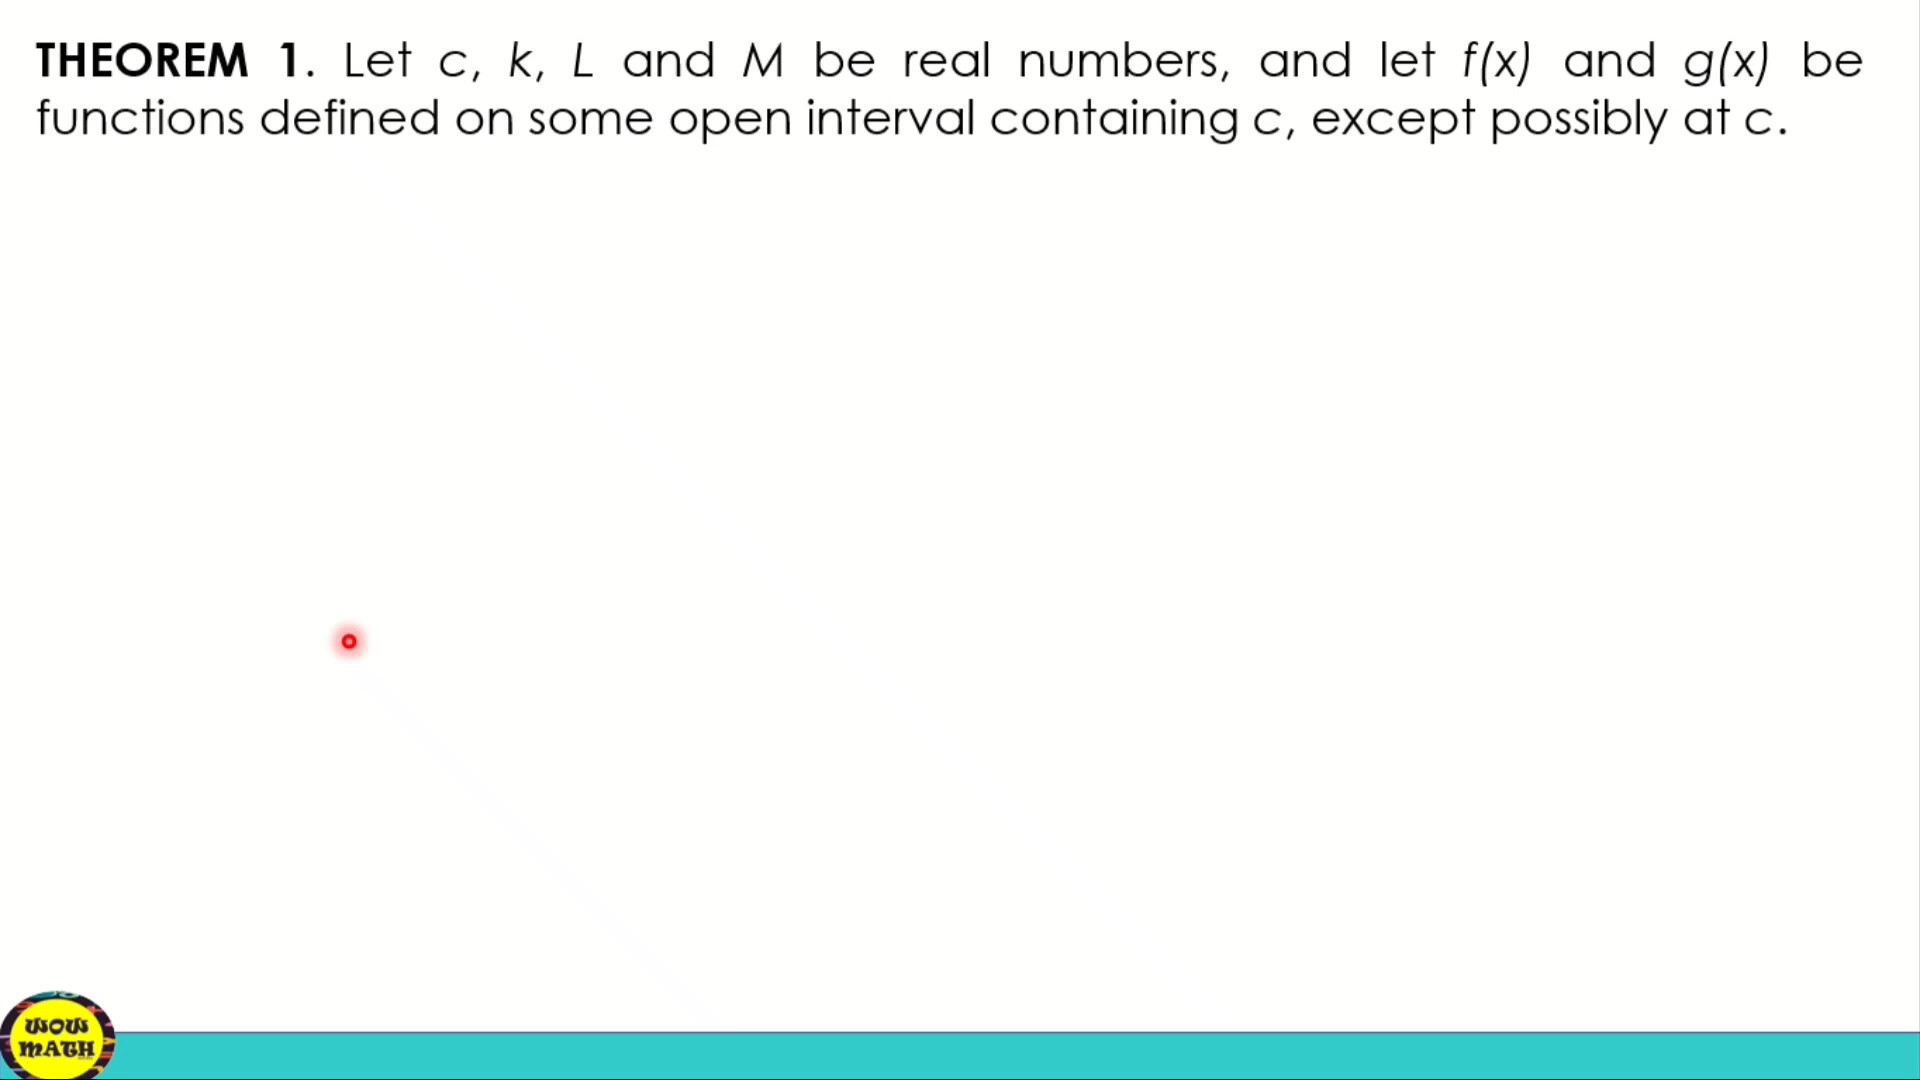 THEOREM 1. Let c, k, L and M be real numbers, and let f(x) and g(x) be
functions defined on some open interval containing c, except possibly at c.
WOW
MATH